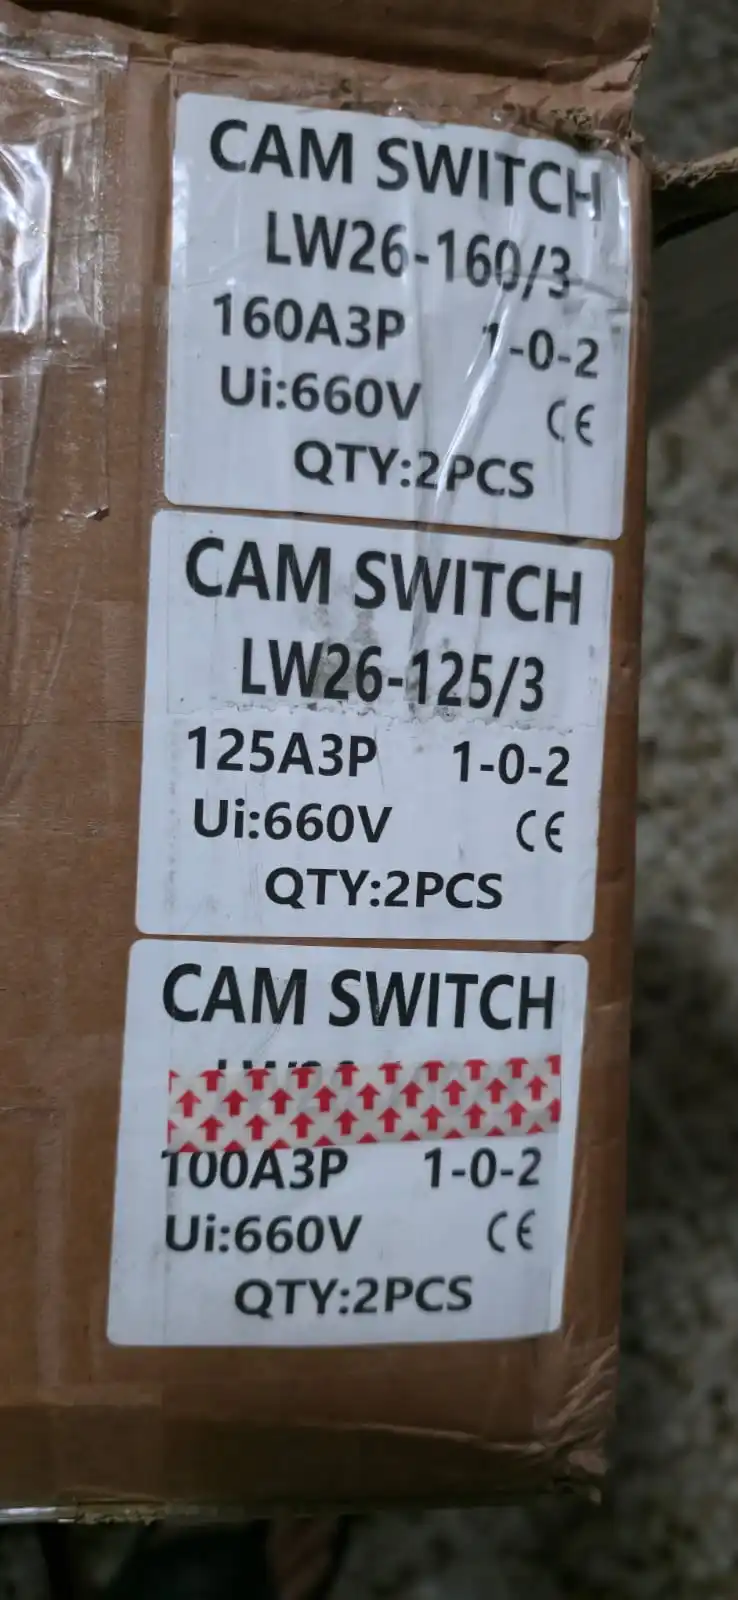 CAM SWITCH
LW26-160/3
160A3P 1-0-2
Ui:660V CE
QTY:2PCS
CAM SWITCH
LW26-125/3
125A3P 1-0-2
Ui:660V CE
QTY:2PCS
CAM SWITCH
100A3P 1-0-2
Ui:660V CE
QTY:2PCS